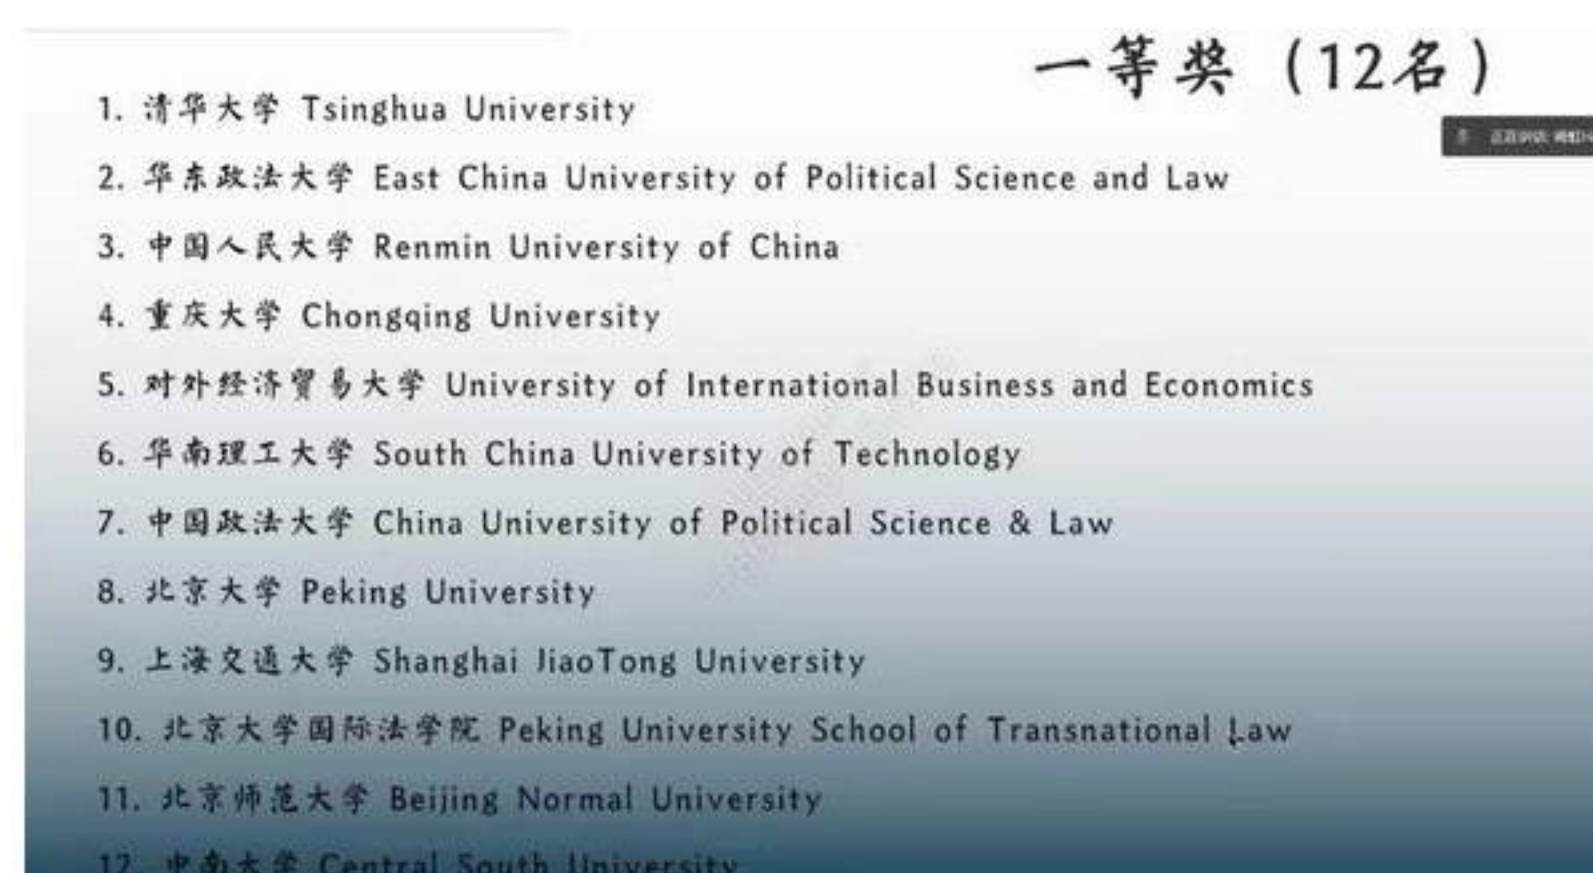 一等奖（12名）
1. 清华大学 Tsinghua University
2. 华东政法大学 East China University of Political Science and Law
3. 中国人民大学 Renmin University of China
4. 重庆大学 Chongqing University
5. 对外经济贸易大学 University of International Business and Economics
6. 华南理工大学 South China University of Technology
7. 中国政法大学 China University of Political Science & Law
8. 北京大学 Peking University
9. 上海交通大学 Shanghai JiaoTong University
10. 北京大学国际法学院 Peking University School of Transnational Law
11. 北京师范大学 Beijing Normal University
12. 中南大学 Central South University